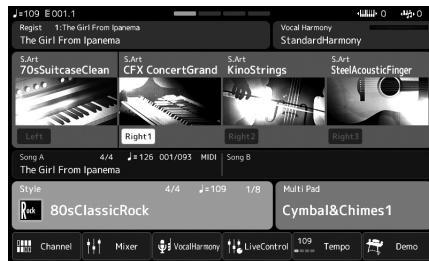 ♩=109 E001.1 0 0
Regist 1:The Girl From Ipanema
The Girl From Ipanema
Vocal Harmony
StandardHarmony
S.Art
70sSuitcaseClean
S.Art
CFX ConcertGrand
S.Art
KinoStrings
S.Art
SteelAcousticFinger
Left Right1 Right2 Right3
Song A 4/4 ♩=126 001/093 MIDI
The Girl From Ipanema
Song B
Style 4/4 ♩=109 1/8
Rock 80sClassicRock
Multi Pad
Cymbal&Chimes1
Channel Mixer VocalHarmony LiveControl 109 Tempo Demo